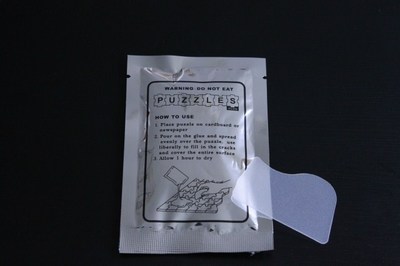 WARNING DO NOT EAT
PUZZLES
HOW TO USE
1. Place puzzle on cardboard or
newspaper
2. Pour on the glue and spread
evenly over the puzzle, use
liberally to fill in the cracks
and cover the entire surface
3. Allow 1 hour to dry